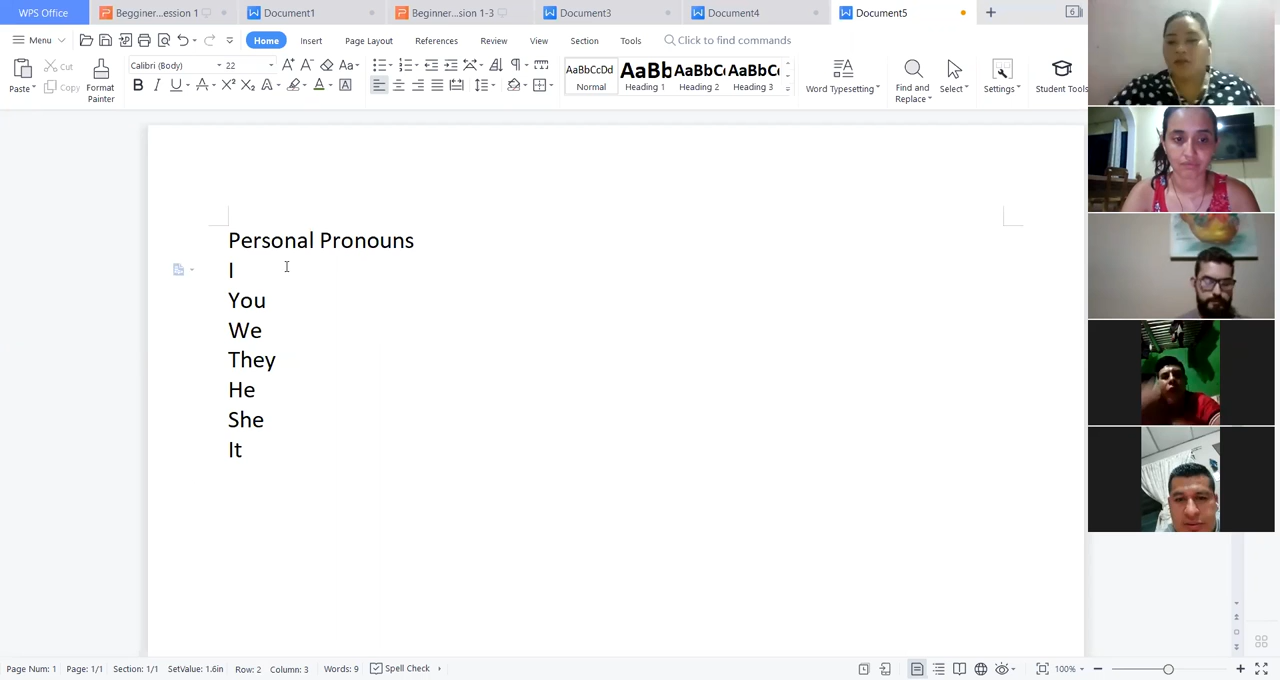 WPS Office
Begginer...ession 1
Document1
Beginner...sion 1-3
Document3
Document4
Document5
6
Menu
Home
Insert
Page Layout
References
Review
View
Section
Tools
Click to find commands
Paste
Cut
Copy
Format
Painter
Calibri (Body)
22
AaBbCcDd
Normal
AaBb
Heading 1
AaBbC
Heading 2
AaBbC
Heading 3
Word Typesetting
Find and
Replace
Select
Settings
Student Tools
Personal Pronouns
I
You
We
They
He
She
It
Page Num: 1
Page: 1/1
Section: 1/1
SetValue: 1.6in
Row: 2
Column: 3
Words: 9
Spell Check
100%